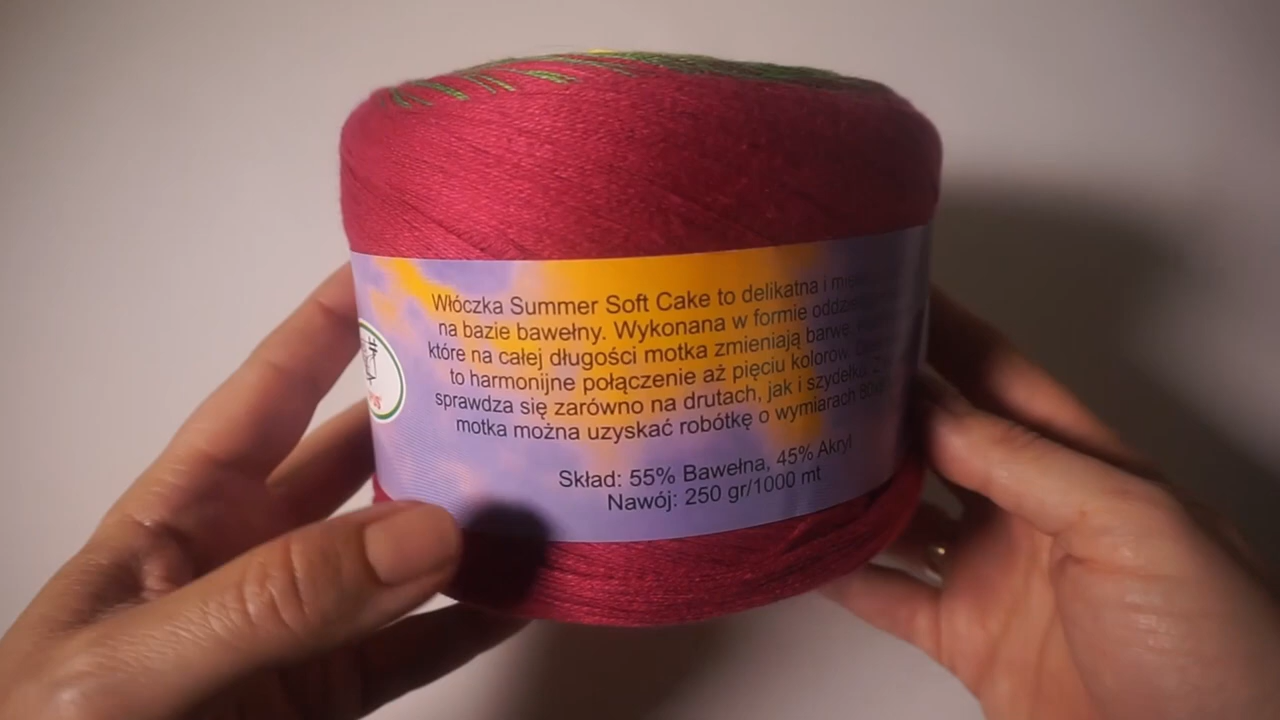 Włóczka Summer Soft Cake to delikatna i
na bazie bawełny. Wykonana w formie
które na całej długości motka zmieniają barwę,
to harmonijne połączenie aż pięciu kolorów.
sprawdza się zarówno na drutach, jak i szydełku. Z
motka można uzyskać robótkę o wymiarach
Skład: 55% Bawełna, 45% Akryl
Nawój: 250 gr/1000 mt